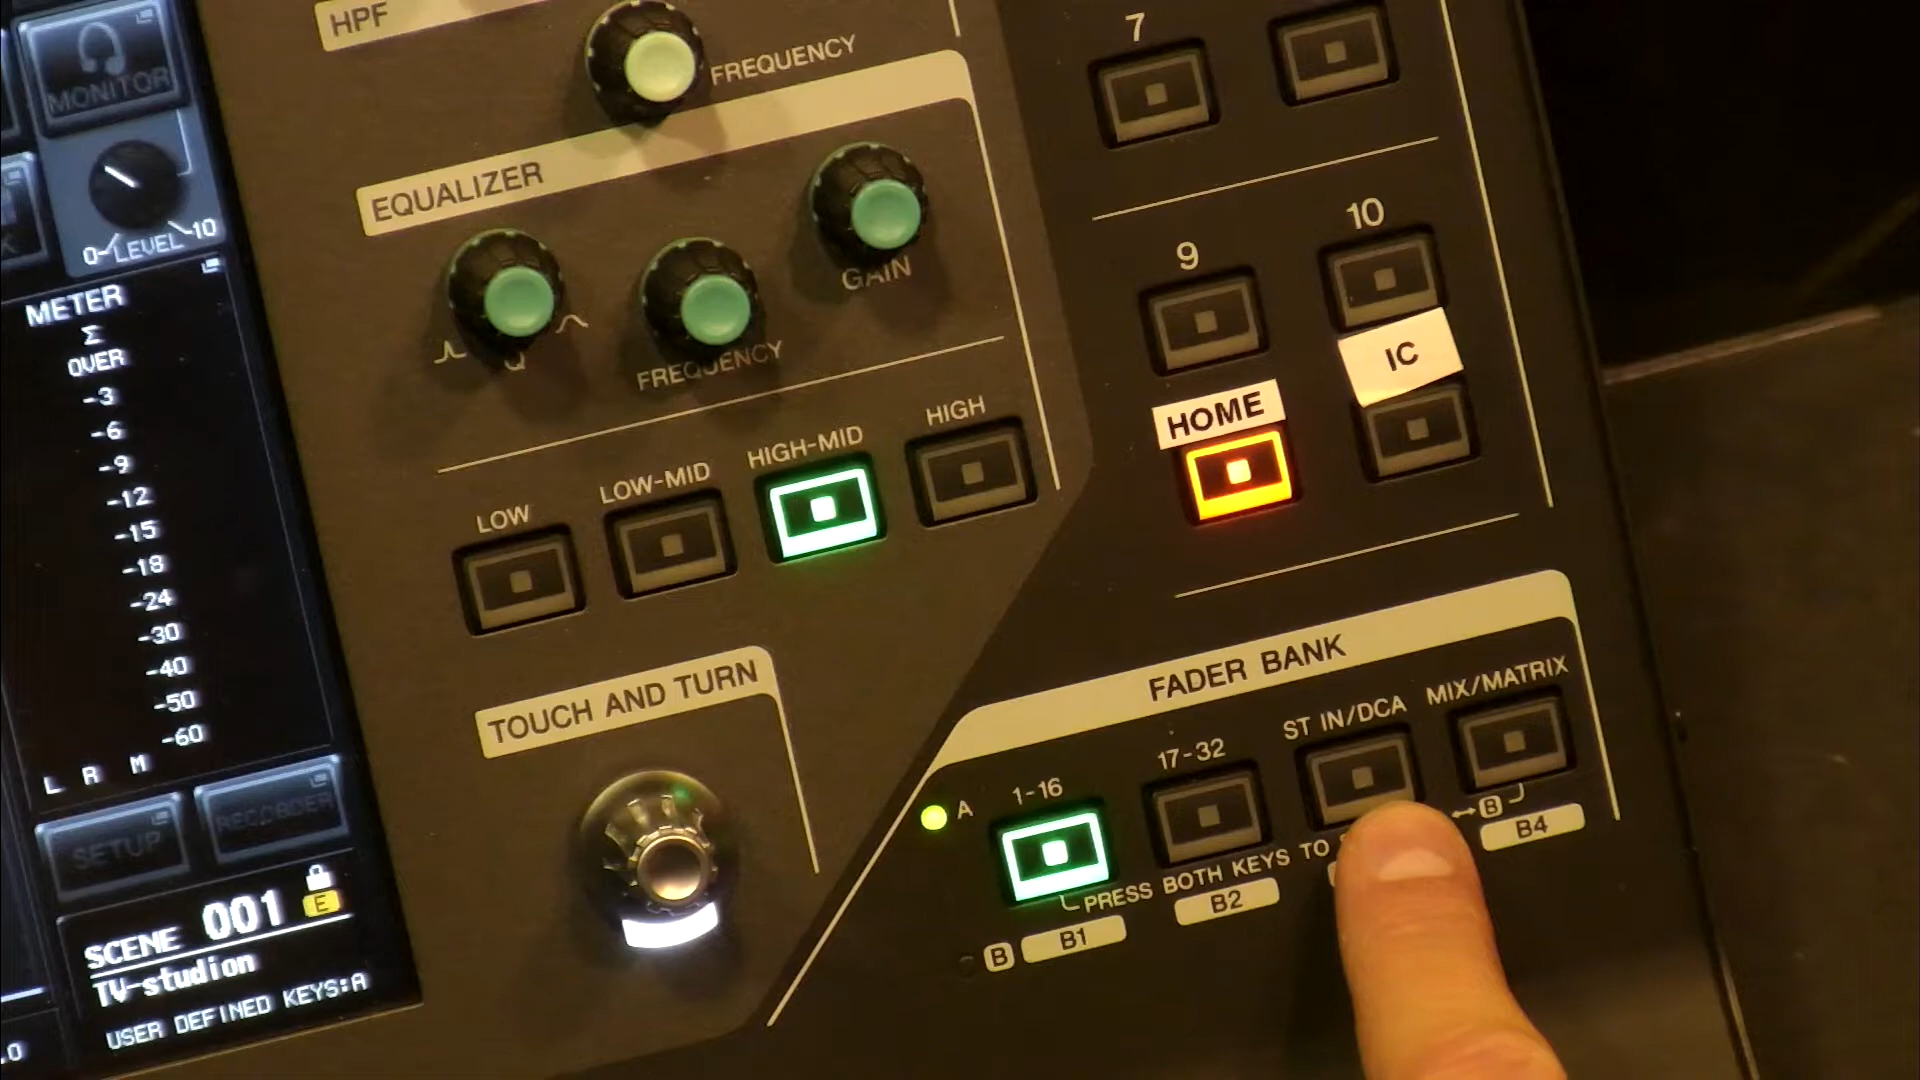 HPF
FREQUENCY
MONITOR
0 LEVEL 10
EQUALIZER
Q
FREQUENCY
GAIN
LOW
LOW-MID
HIGH-MID
HIGH
METER
Σ
OVER
-3
-6
-9
-12
-15
-18
-24
-30
-40
-50
-60
L R M
SETUP
RECORDER
SCENE 001 E
TV-studion
USER DEFINED KEYS:A
TOUCH AND TURN
7
9
10
HOME
IC
FADER BANK
A
1-16
17-32
ST IN/DCA
MIX/MATRIX
PRESS BOTH KEYS TO
↔ B
B
B1
B2
B4